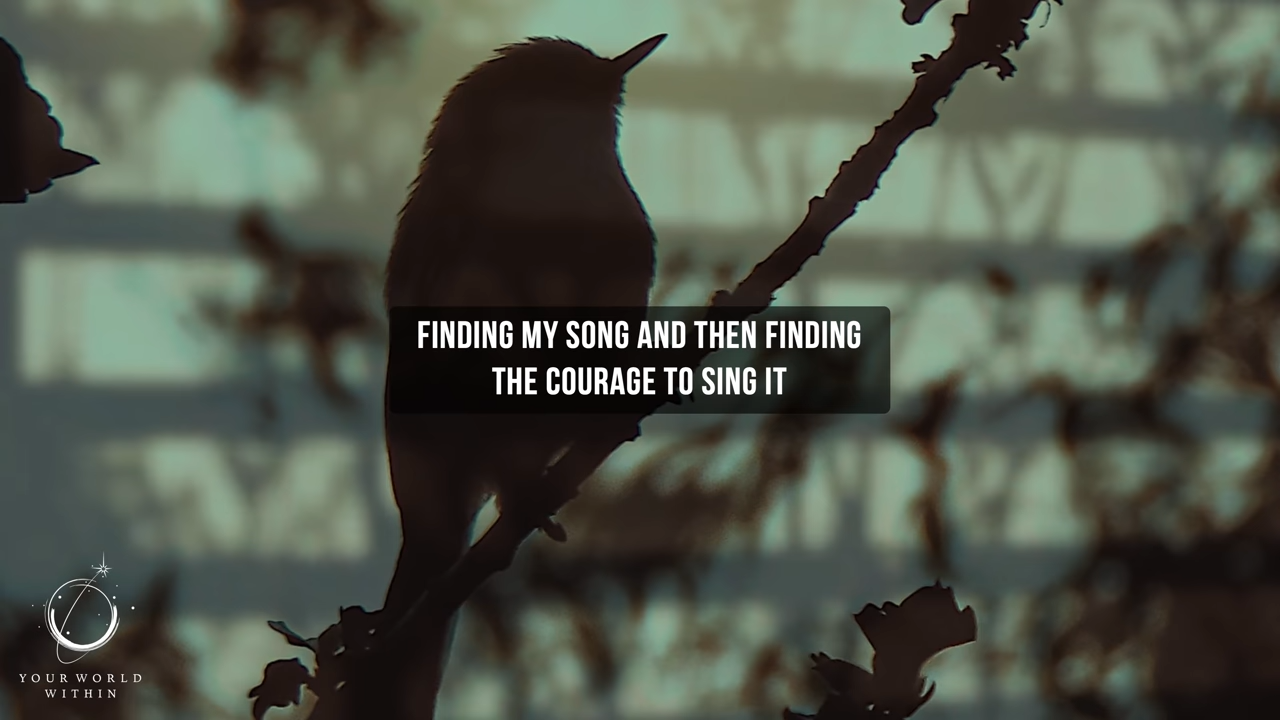 FINDING MY SONG AND THEN FINDING
THE COURAGE TO SING IT
YOUR WORLD
WITHIN